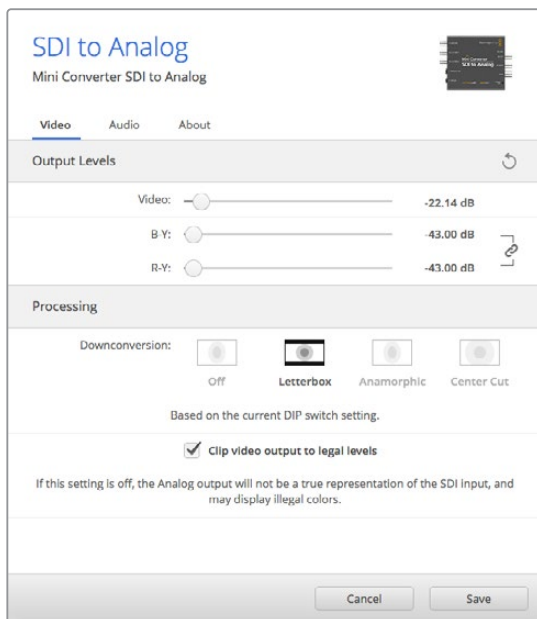 SDI to Analog
Mini Converter SDI to Analog
Video Audio About
Output Levels
Video: -22.14 dB
B-Y: -43.00 dB
R-Y: -43.00 dB
Processing
Downconversion:
Off Letterbox Anamorphic Center Cut
Based on the current DIP switch setting.
Clip video output to legal levels
If this setting is off, the Analog output will not be a true representation of the SDI input, and
may display illegal colors.
Cancel Save